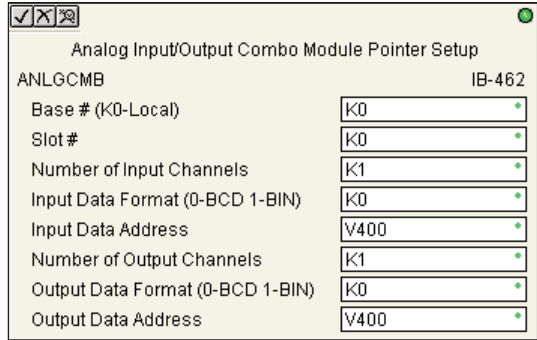 Analog Input/Output Combo Module Pointer Setup
ANLGCMB IB-462
Base # (K0-Local) K0
Slot # K0
Number of Input Channels K1
Input Data Format (0-BCD 1-BIN) K0
Input Data Address V400
Number of Output Channels K1
Output Data Format (0-BCD 1-BIN) K0
Output Data Address V400